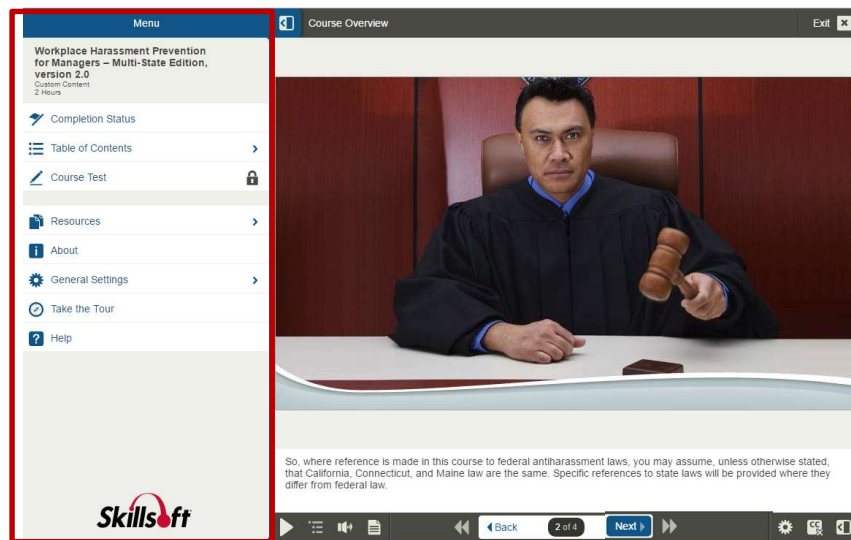 Menu
Workplace Harassment Prevention
for Managers – Multi-State Edition,
version 2.0
Custom Content
2 Hours
Completion Status
Table of Contents
Course Test
Resources
About
General Settings
Take the Tour
Help
Skillsoft
Course Overview
Exit
So, where reference is made in this course to federal antiharassment laws, you may assume, unless otherwise stated,
that California, Connecticut, and Maine law are the same. Specific references to state laws will be provided where they
differ from federal law.
Back
2 of 4
Next
CC